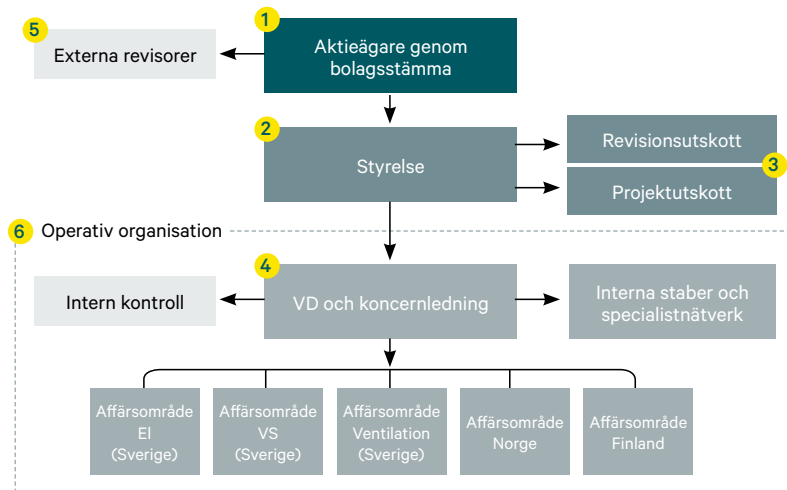 1
5
Externa revisorer
Aktieägare genom
bolagsstämma
2
Styrelse
Revisionsutskott
3
Projektutskott
6 Operativ organisation
4
Intern kontroll
VD och koncernledning
Interna staber och
specialistnätverk
Affärsområde
El
(Sverige)
Affärsområde
VS
(Sverige)
Affärsområde
Ventilation
(Sverige)
Affärsområde
Norge
Affärsområde
Finland